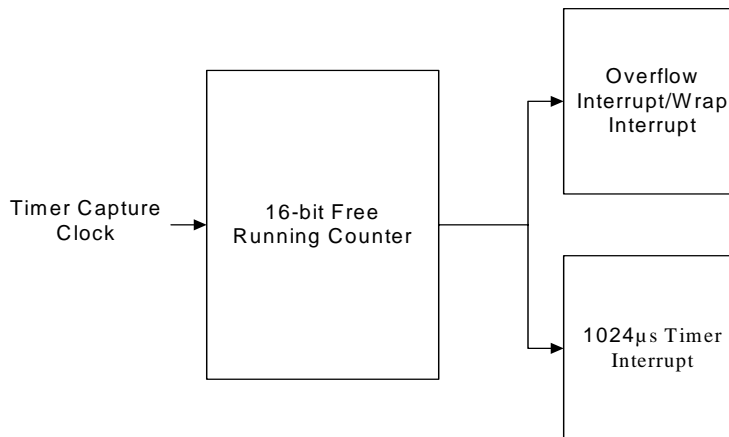 Overflow
Interrupt/Wrap
Interrupt
Timer Capture
Clock
16-bit Free
Running Counter
1024µs Timer
Interrupt